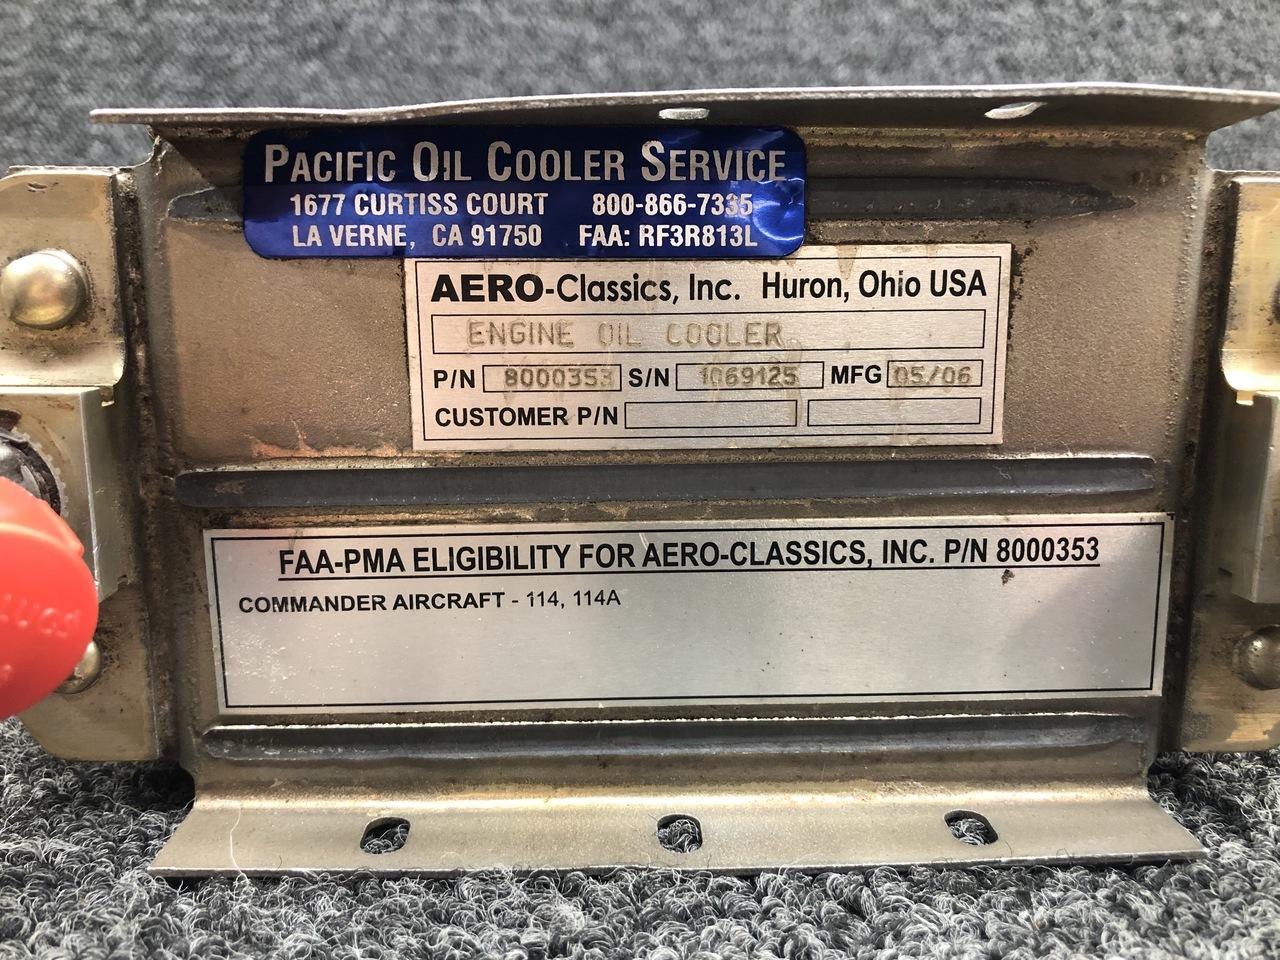 PACIFIC OIL COOLER SERVICE
1677 CURTISS COURT 800-866-7335
LA VERNE, CA 91750 FAA: RF3R813L
AERO-Classics, Inc. Huron, Ohio USA
ENGINE OIL COOLER
P/N 8000353 S/N 1069125 MFG 05/06
CUSTOMER P/N
FAA-PMA ELIGIBILITY FOR AERO-CLASSICS, INC. P/N 8000353
COMMANDER AIRCRAFT - 114, 114A